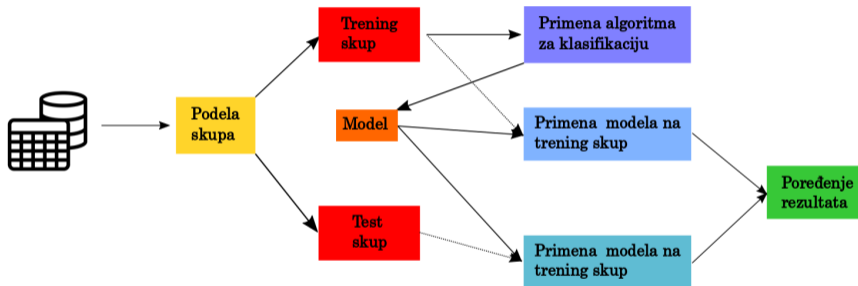 Podela
skupa
Trening
skup
Test
skup
Model
Primena algoritma
za klasifikaciju
Primena modela na
trening skup
Primena modela na
trening skup
Poređenje
rezultata